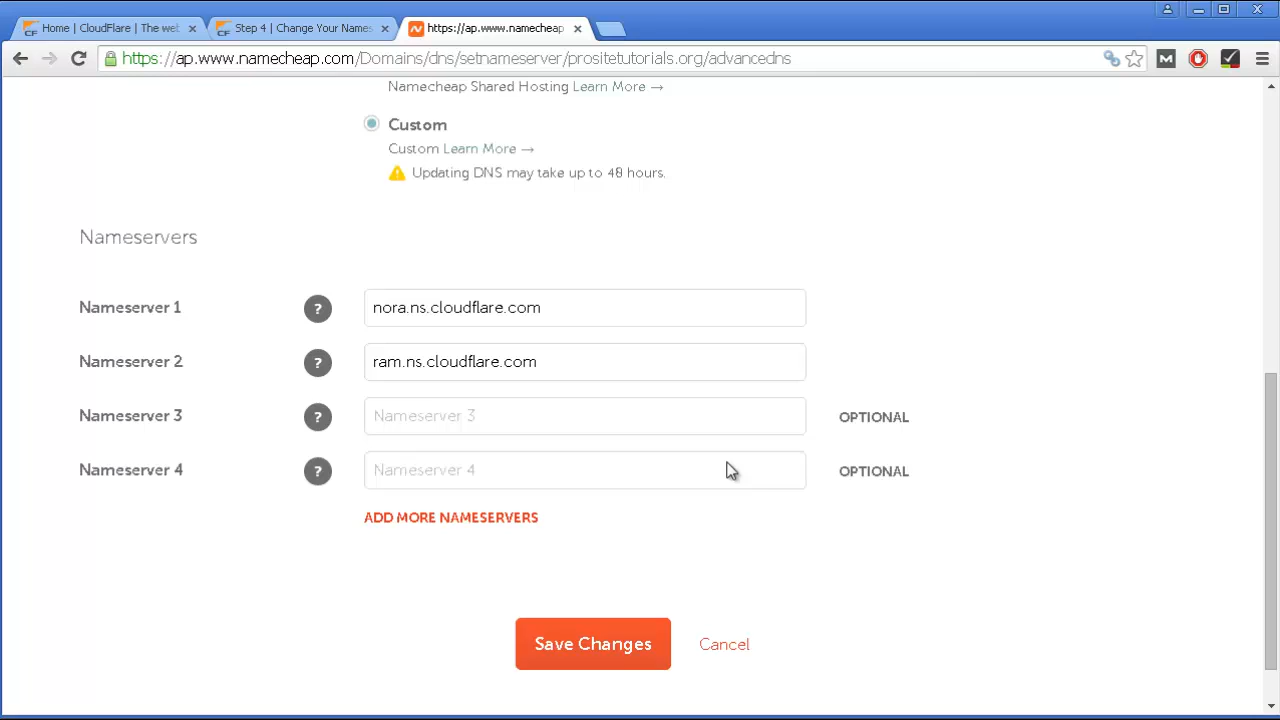 Home | CloudFlare | The web
Step 4 | Change Your Names
https://ap.www.namecheap
https://ap.www.namecheap.com/Domains/dns/setnameserver/prositetutorials.org/advancedns
Namecheap Shared Hosting Learn More →
Custom
Custom Learn More →
Updating DNS may take up to 48 hours.
Nameservers
Nameserver 1 ? nora.ns.cloudflare.com
Nameserver 2 ? ram.ns.cloudflare.com
Nameserver 3 ? Nameserver 3 OPTIONAL
Nameserver 4 ? Nameserver 4 OPTIONAL
ADD MORE NAMESERVERS
Save Changes Cancel